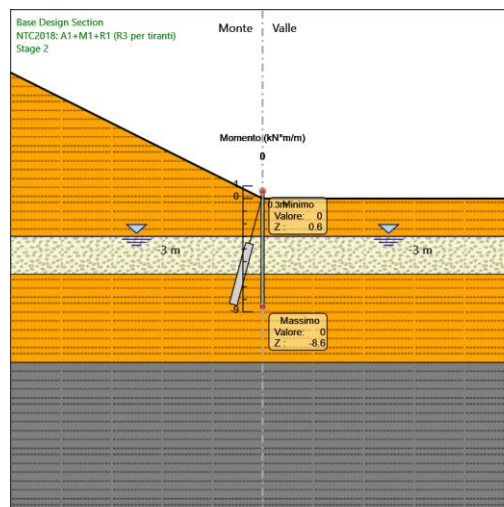 Base Design Section
NTC2018: A1+M1+R1 (R3 per tiranti)
Stage 2
Monte Valle
Momento (kN*m/m)
0
0
0.3m
Minimo
Valore: 0
Z : 0.6
-3 m
-3 m
-9
Massimo
Valore: 0
Z : -8.6